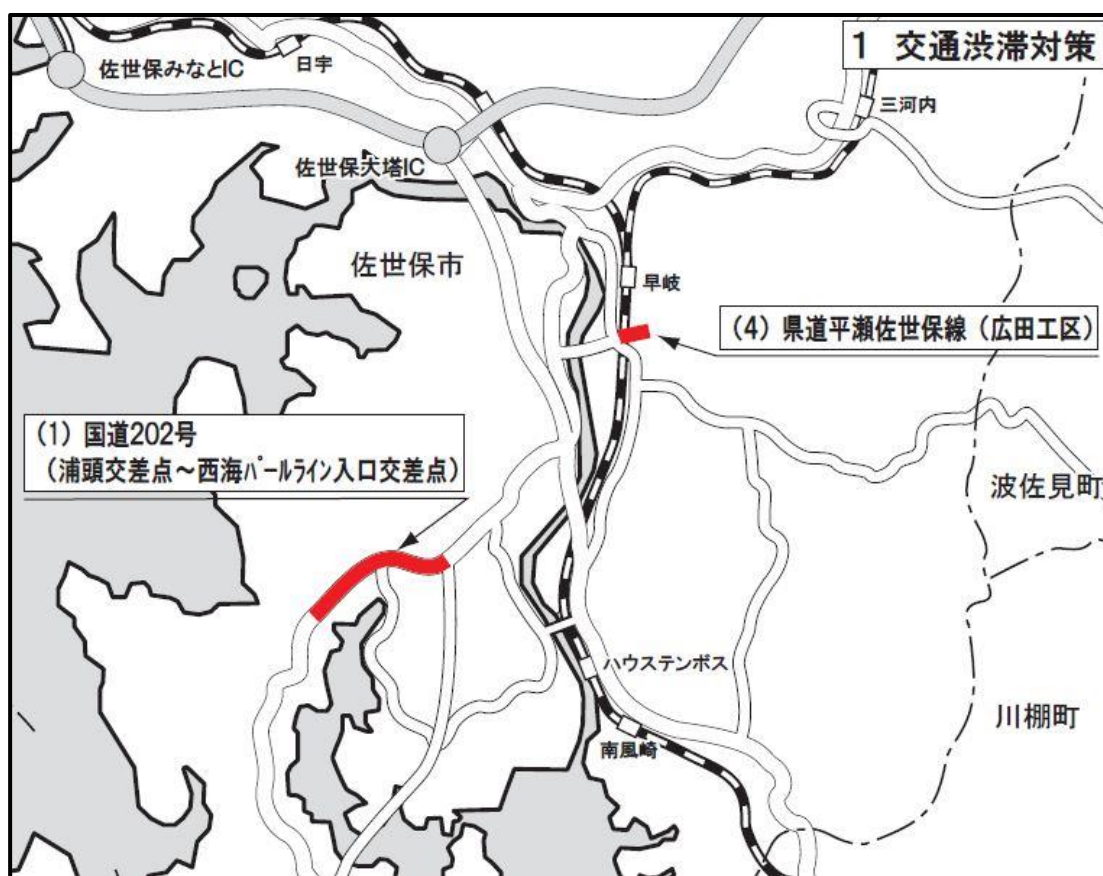 1 交通渋滞対策
佐世保みなとIC
日宇
三河内
佐世保大塔IC
佐世保市
早岐
(4) 県道平瀬佐世保線（広田工区）
(1) 国道202号
（浦頭交差点～西海ﾊﾟｰﾙﾗｲﾝ入口交差点）
波佐見町
ハウステンボス
川棚町
南風崎